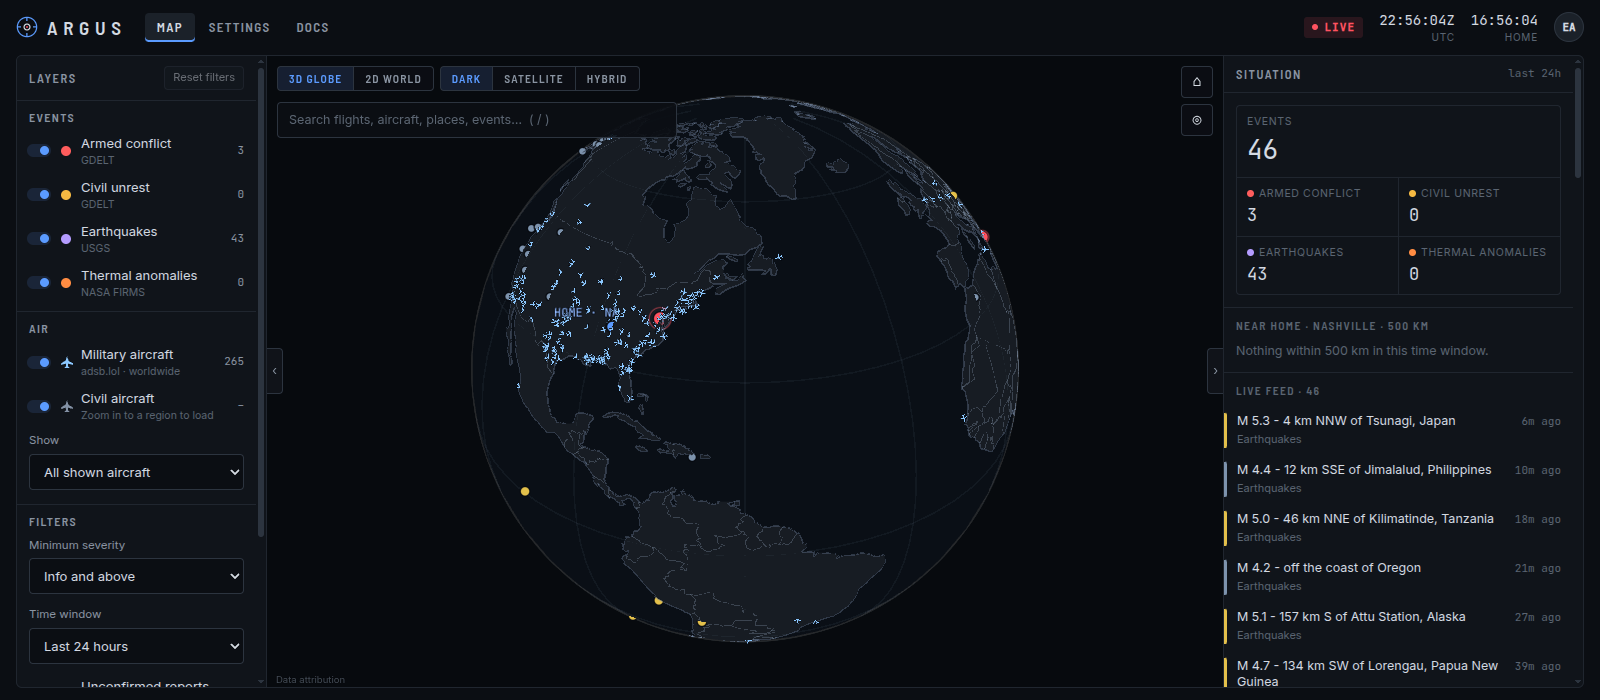 ARGUS
MAP
SETTINGS
DOCS
LIVE
22:56:04Z
UTC
16:56:04
HOME
EA
LAYERS
Reset filters
EVENTS
Armed conflict
GDELT
3
Civil unrest
GDELT
0
Earthquakes
USGS
43
Thermal anomalies
NASA FIRMS
0
AIR
Military aircraft
adsb.lol · worldwide
265
Civil aircraft
Zoom in to a region to load
–
Show
All shown aircraft
FILTERS
Minimum severity
Info and above
Time window
Last 24 hours
Unconfirmed reports
3D GLOBE
2D WORLD
DARK
SATELLITE
HYBRID
Search flights, aircraft, places, events... ( / )
HOME ·
Data attribution
SITUATION
last 24h
EVENTS
46
ARMED CONFLICT
3
CIVIL UNREST
0
EARTHQUAKES
43
THERMAL ANOMALIES
0
NEAR HOME · NASHVILLE · 500 KM
Nothing within 500 km in this time window.
LIVE FEED · 46
M 5.3 - 4 km NNW of Tsunagi, Japan
6m ago
Earthquakes
M 4.4 - 12 km SSE of Jimalalud, Philippines
10m ago
Earthquakes
M 5.0 - 46 km NNE of Kilimatinde, Tanzania
18m ago
Earthquakes
M 4.2 - off the coast of Oregon
21m ago
Earthquakes
M 5.1 - 157 km S of Attu Station, Alaska
27m ago
Earthquakes
M 4.7 - 134 km SW of Lorengau, Papua New
Guinea
39m ago